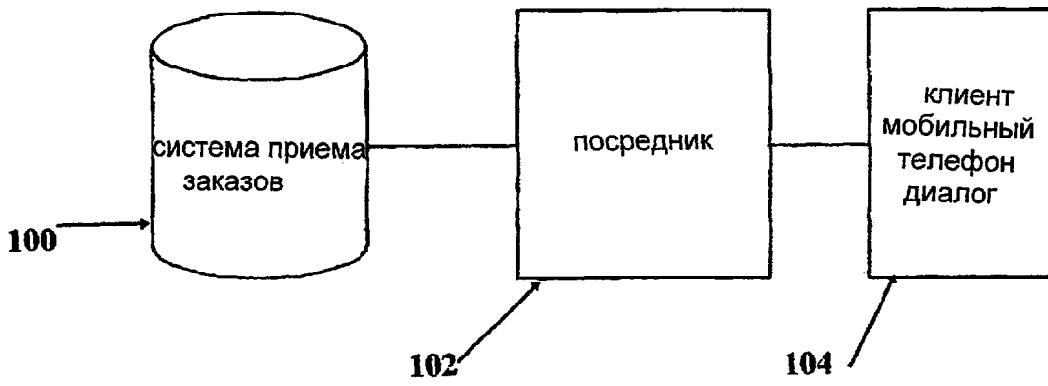 система приема
заказов
посредник
клиент
мобильный
телефон
диалог
100
102
104